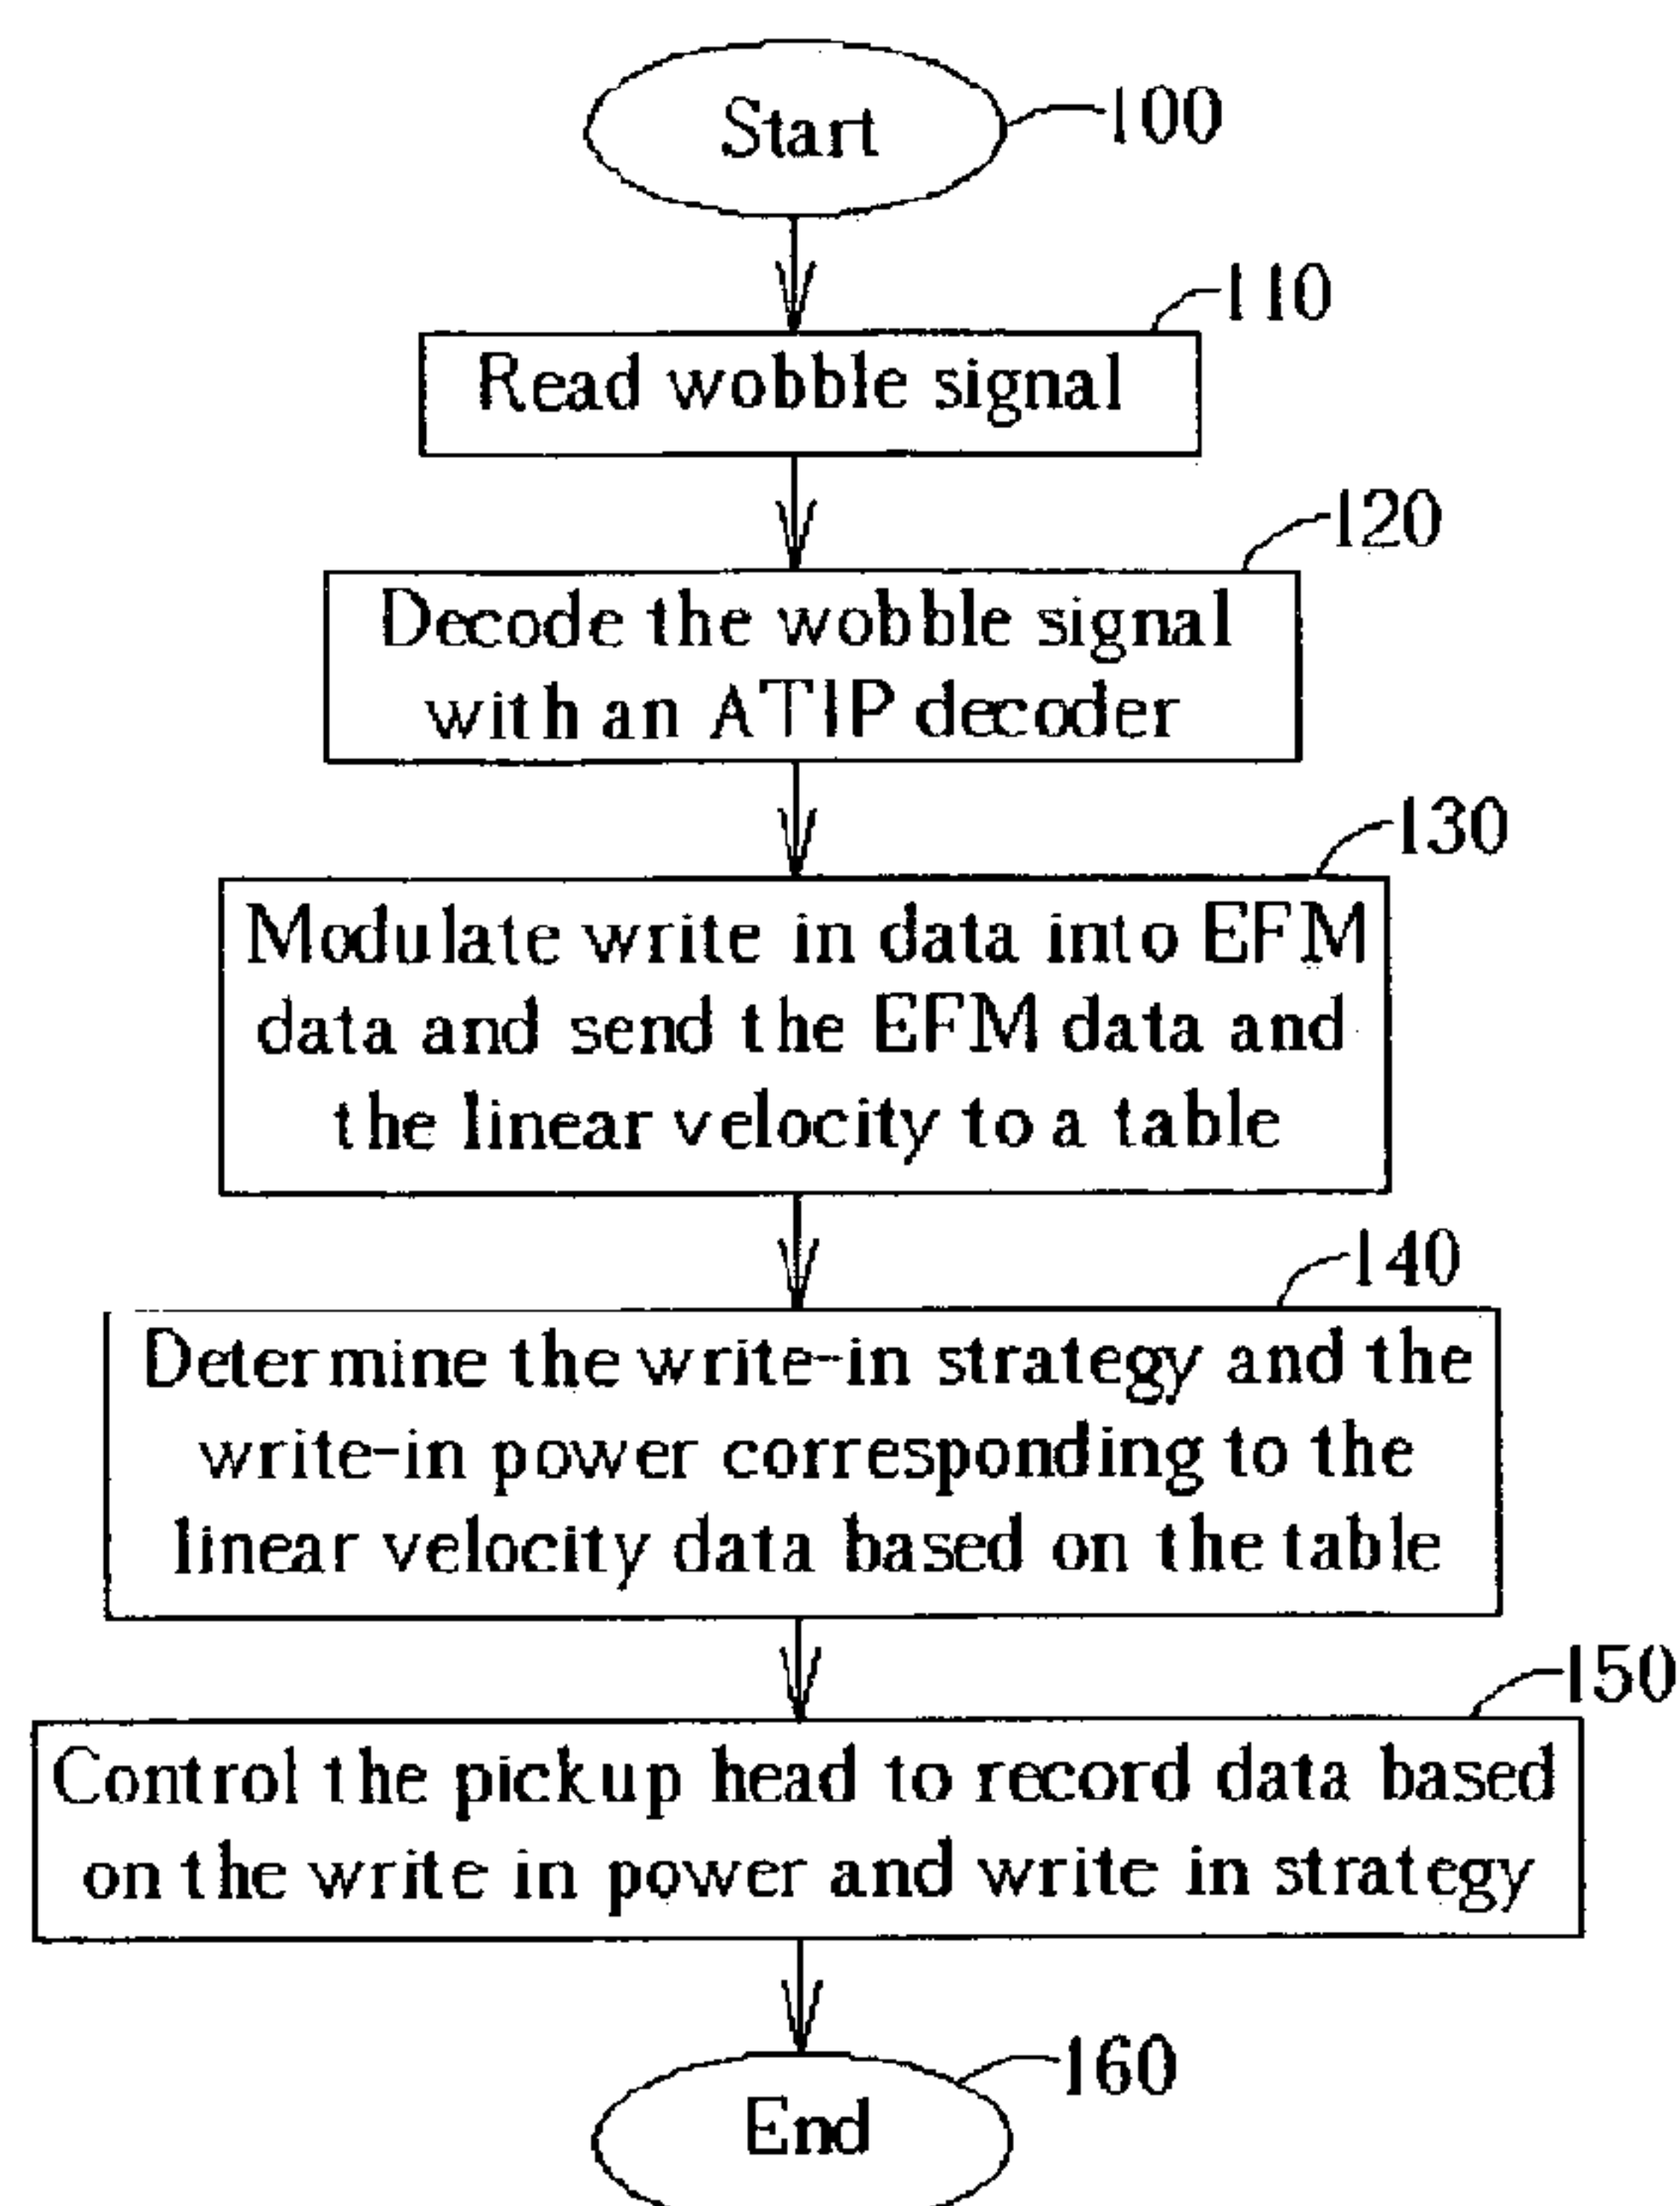 Start
100
110
Read wobble signal
120
Decode the wobble signal
with an ATIP decoder
130
Modulate write in data into EFM
data and send the EFM data and
the linear velocity to a table
140
Determine the write-in strategy and the
write-in power corresponding to the
linear velocity data based on the table
150
Control the pickup head to record data based
on the write in power and write in strategy
160
End